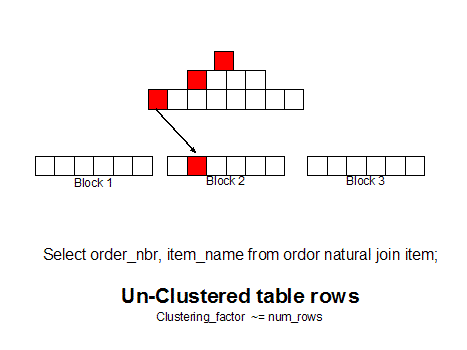 Block 1
Block 2
Block 3
Select order_nbr, item_name from ordor natural join item;
Un-Clustered table rows
Clustering_factor ~= num_rows